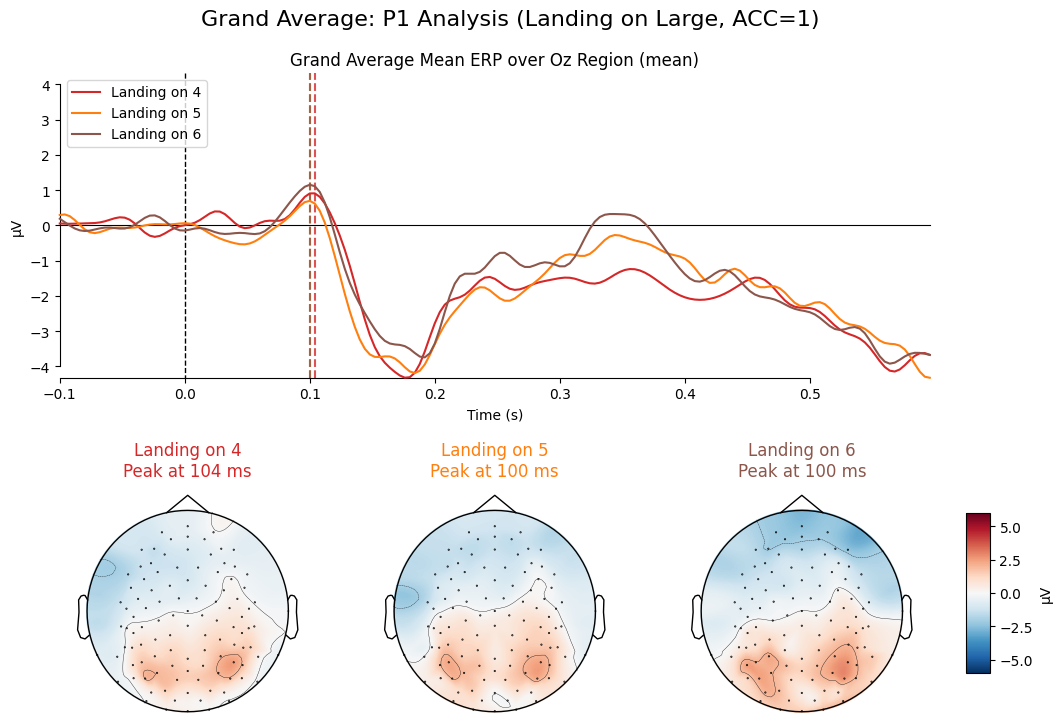 Grand Average: P1 Analysis (Landing on Large, ACC=1)
Grand Average Mean ERP over Oz Region (mean)
Landing on 4
Landing on 5
Landing on 6
4
3
2
1
0
−1
−2
−3
−4
µV
−0.1
0.0
0.1
0.2
0.3
0.4
0.5
Time (s)
Landing on 4
Peak at 104 ms
Landing on 5
Peak at 100 ms
Landing on 6
Peak at 100 ms
5.0
2.5
0.0
−2.5
−5.0
µV